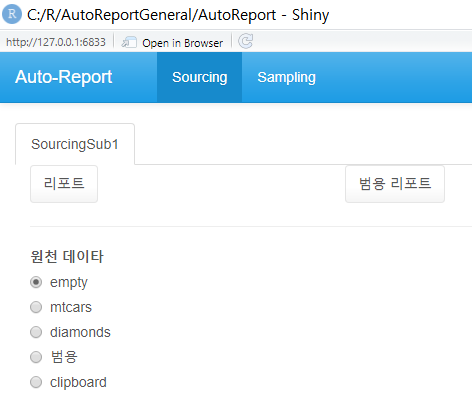 C:/R/AutoReportGeneral/AutoReport - Shiny
http://127.0.0.1:6833 Open in Browser
Auto-Report Sourcing Sampling
SourcingSub1
리포트 범용 리포트
원천 데이타
empty
mtcars
diamonds
범용
clipboard